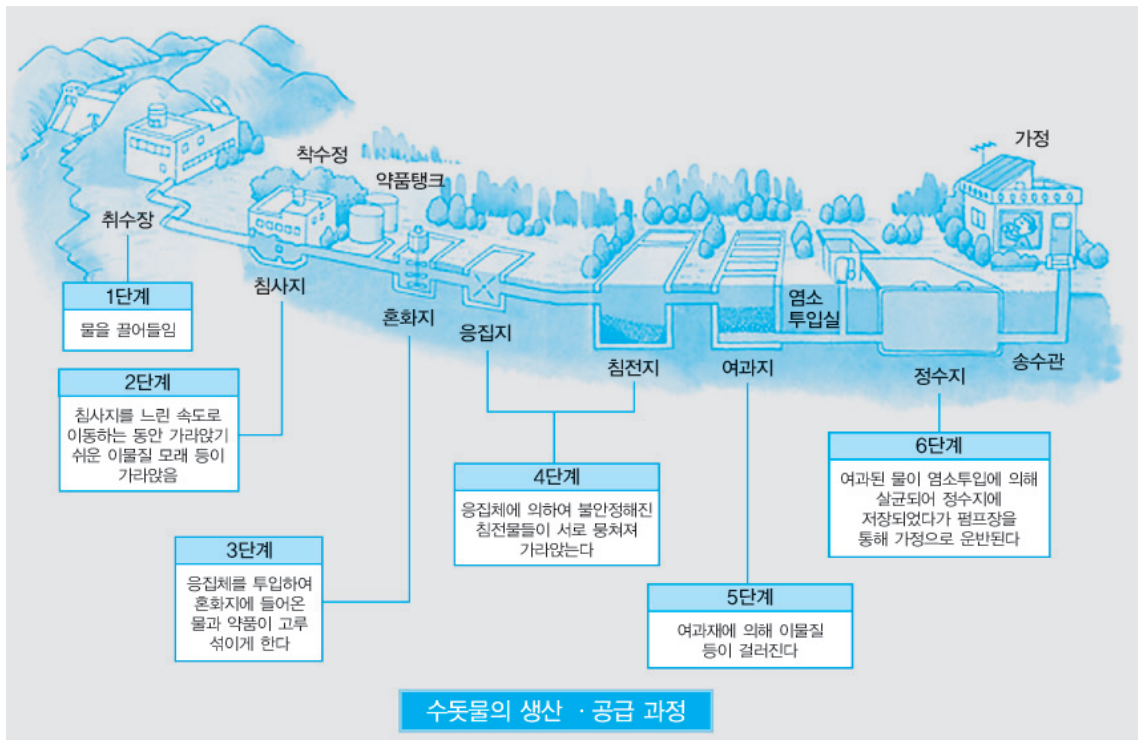 가정
착수정
약품탱크
취수장
침사지
혼화지
응집지
침전지
여과지
염소
투입실
정수지
송수관
1단계
물을 끌어들임
2단계
침사지를 느린 속도로
이동하는 동안 가라앉기
쉬운 이물질 모래 등이
가라앉음
3단계
응집체를 투입하여
혼화지에 들어온
물과 약품이 고루
섞이게 한다
4단계
응집체에 의하여 불안정해진
침전물들이 서로 뭉쳐져
가라앉는다
5단계
여과재에 의해 이물질
등이 걸러진다
6단계
여과된 물이 염소투입에 의해
살균되어 정수지에
저장되었다가 펌프장을
통해 가정으로 운반된다
수돗물의 생산 · 공급 과정